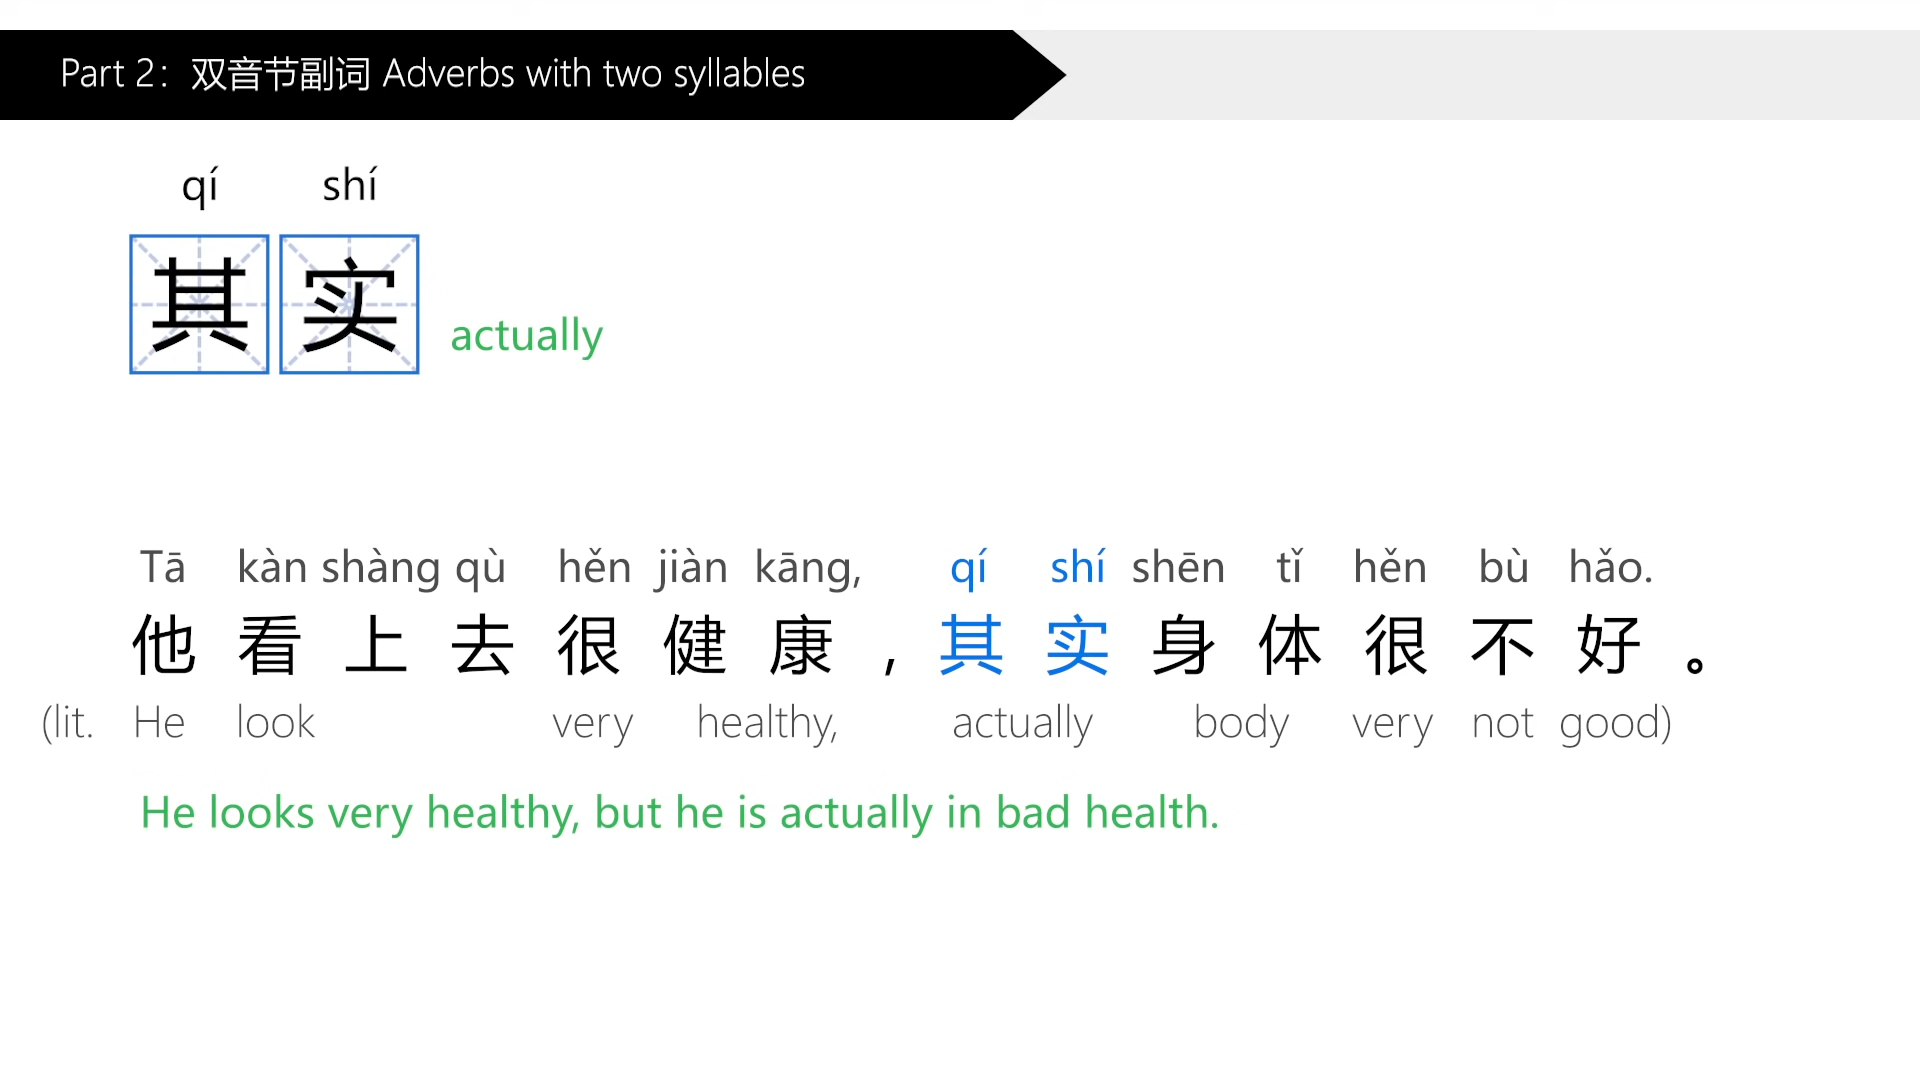 Part 2：双音节副词 Adverbs with two syllables
qí shí
其实 actually
Tā kàn shàng qù hěn jiàn kāng, qí shí shēn tǐ hěn bù hǎo.
他看上去很健康，其实身体很不好。
(lit. He look very healthy, actually body very not good)
He looks very healthy, but he is actually in bad health.